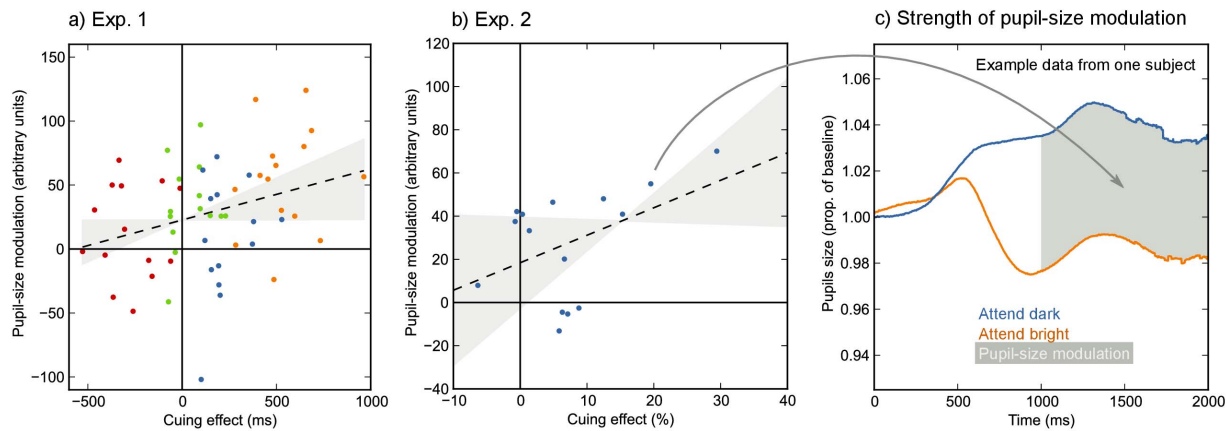 a) Exp. 1
150
100
50
0
−50
−100
−500
0
500
1000
Pupil-size modulation (arbitrary units)
Cuing effect (ms)
b) Exp. 2
120
100
80
60
40
20
0
−20
−40
−10
0
10
20
30
40
Pupil-size modulation (arbitrary units)
Cuing effect (%)
c) Strength of pupil-size modulation
Example data from one subject
1.06
1.04
1.02
1.00
0.98
0.96
0.94
0
500
1000
1500
2000
Pupils size (prop. of baseline)
Time (ms)
Attend dark
Attend bright
Pupil-size modulation